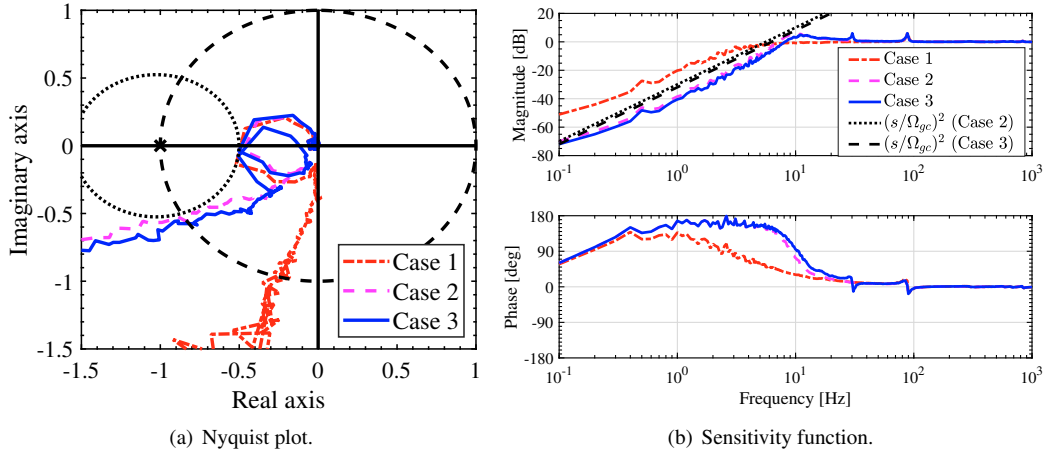 1
0.5
0
-0.5
-1
-1.5
-1.5 -1 -0.5 0 0.5 1
Imaginary axis
Real axis
Case 1
Case 2
Case 3
(a) Nyquist plot.
20
0
-20
-40
-60
-80
Magnitude [dB]
10^-1 10^0 10^1 10^2 10^3
Case 1
Case 2
Case 3
(s/Ω_gc)^2 (Case 2)
(s/Ω_gc)^2 (Case 3)
180
90
0
-90
-180
Phase [deg]
10^-1 10^0 10^1 10^2 10^3
Frequency [Hz]
(b) Sensitivity function.